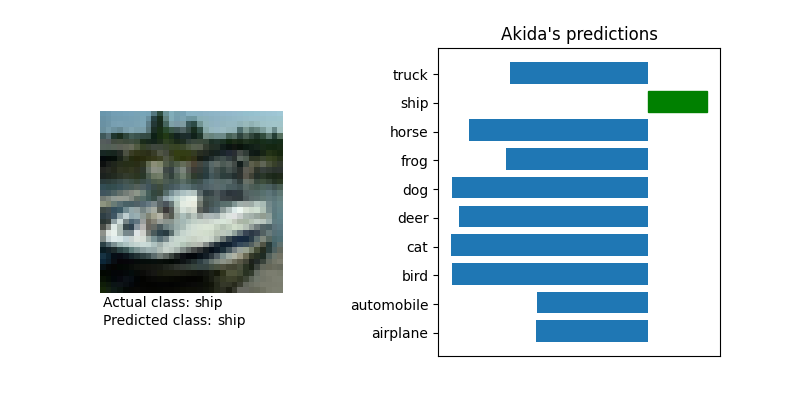 Akida's predictions
truck
ship
horse
frog
dog
deer
cat
bird
automobile
airplane
Actual class: ship
Predicted class: ship